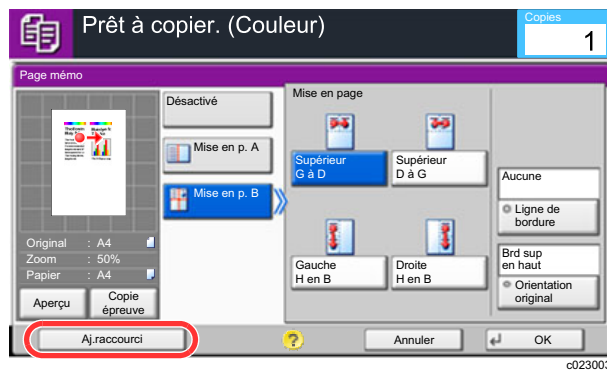 Prêt à copier. (Couleur)
Copies
1
Page mémo
Désactivé
Mise en p. A
Mise en p. B
Mise en page
Supérieur
G à D
Supérieur
D à G
Gauche
H en B
Droite
H en B
Aucune
Ligne de
bordure
Brd sup
en haut
Orientation
original
Original : A4
Zoom : 50%
Papier : A4
Aperçu
Copie
épreuve
Aj.raccourci
?
Annuler
OK
c023003